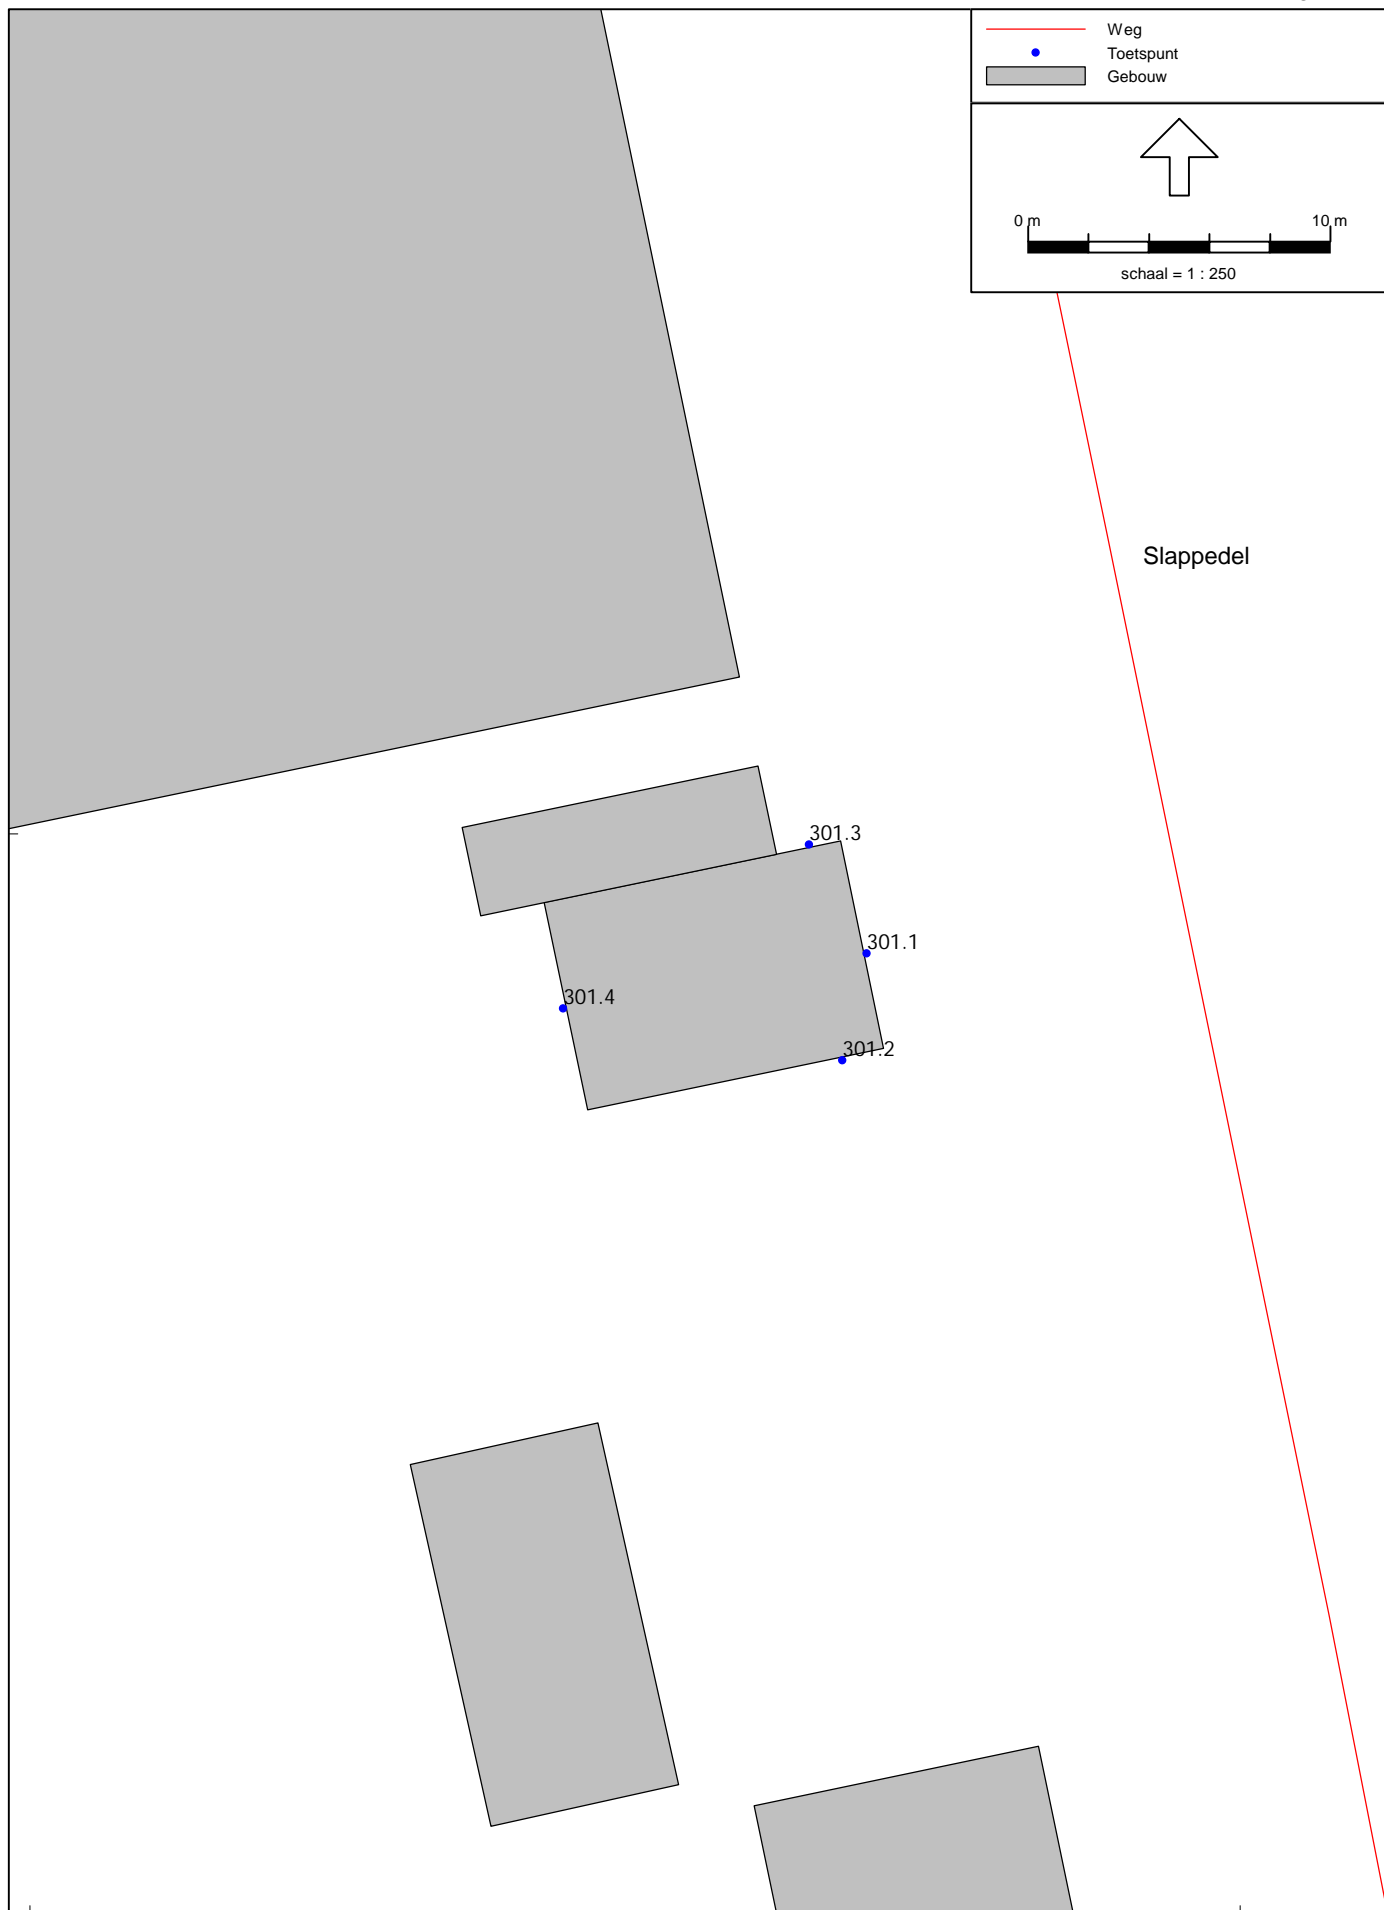 Weg
Toetspunt
Gebouw
0 m 10 m
schaal = 1 : 250
Slappedel
301.3
301.1
301.4
301.2